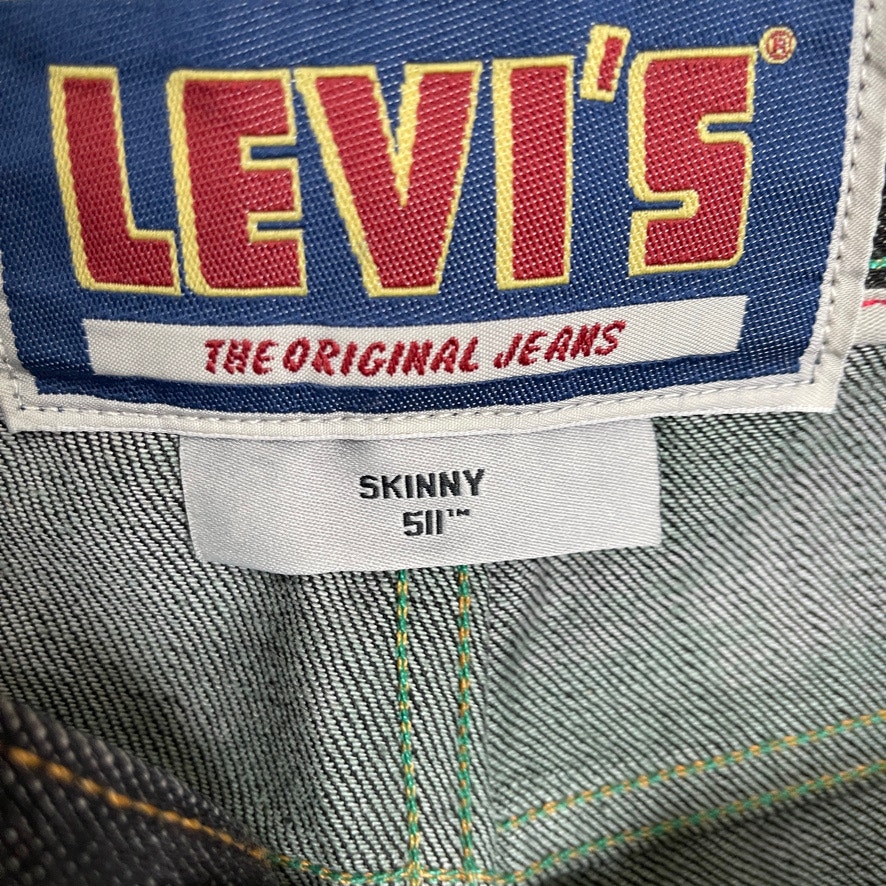 LEVI'S®
THE ORIGINAL JEANS
SKINNY
511™